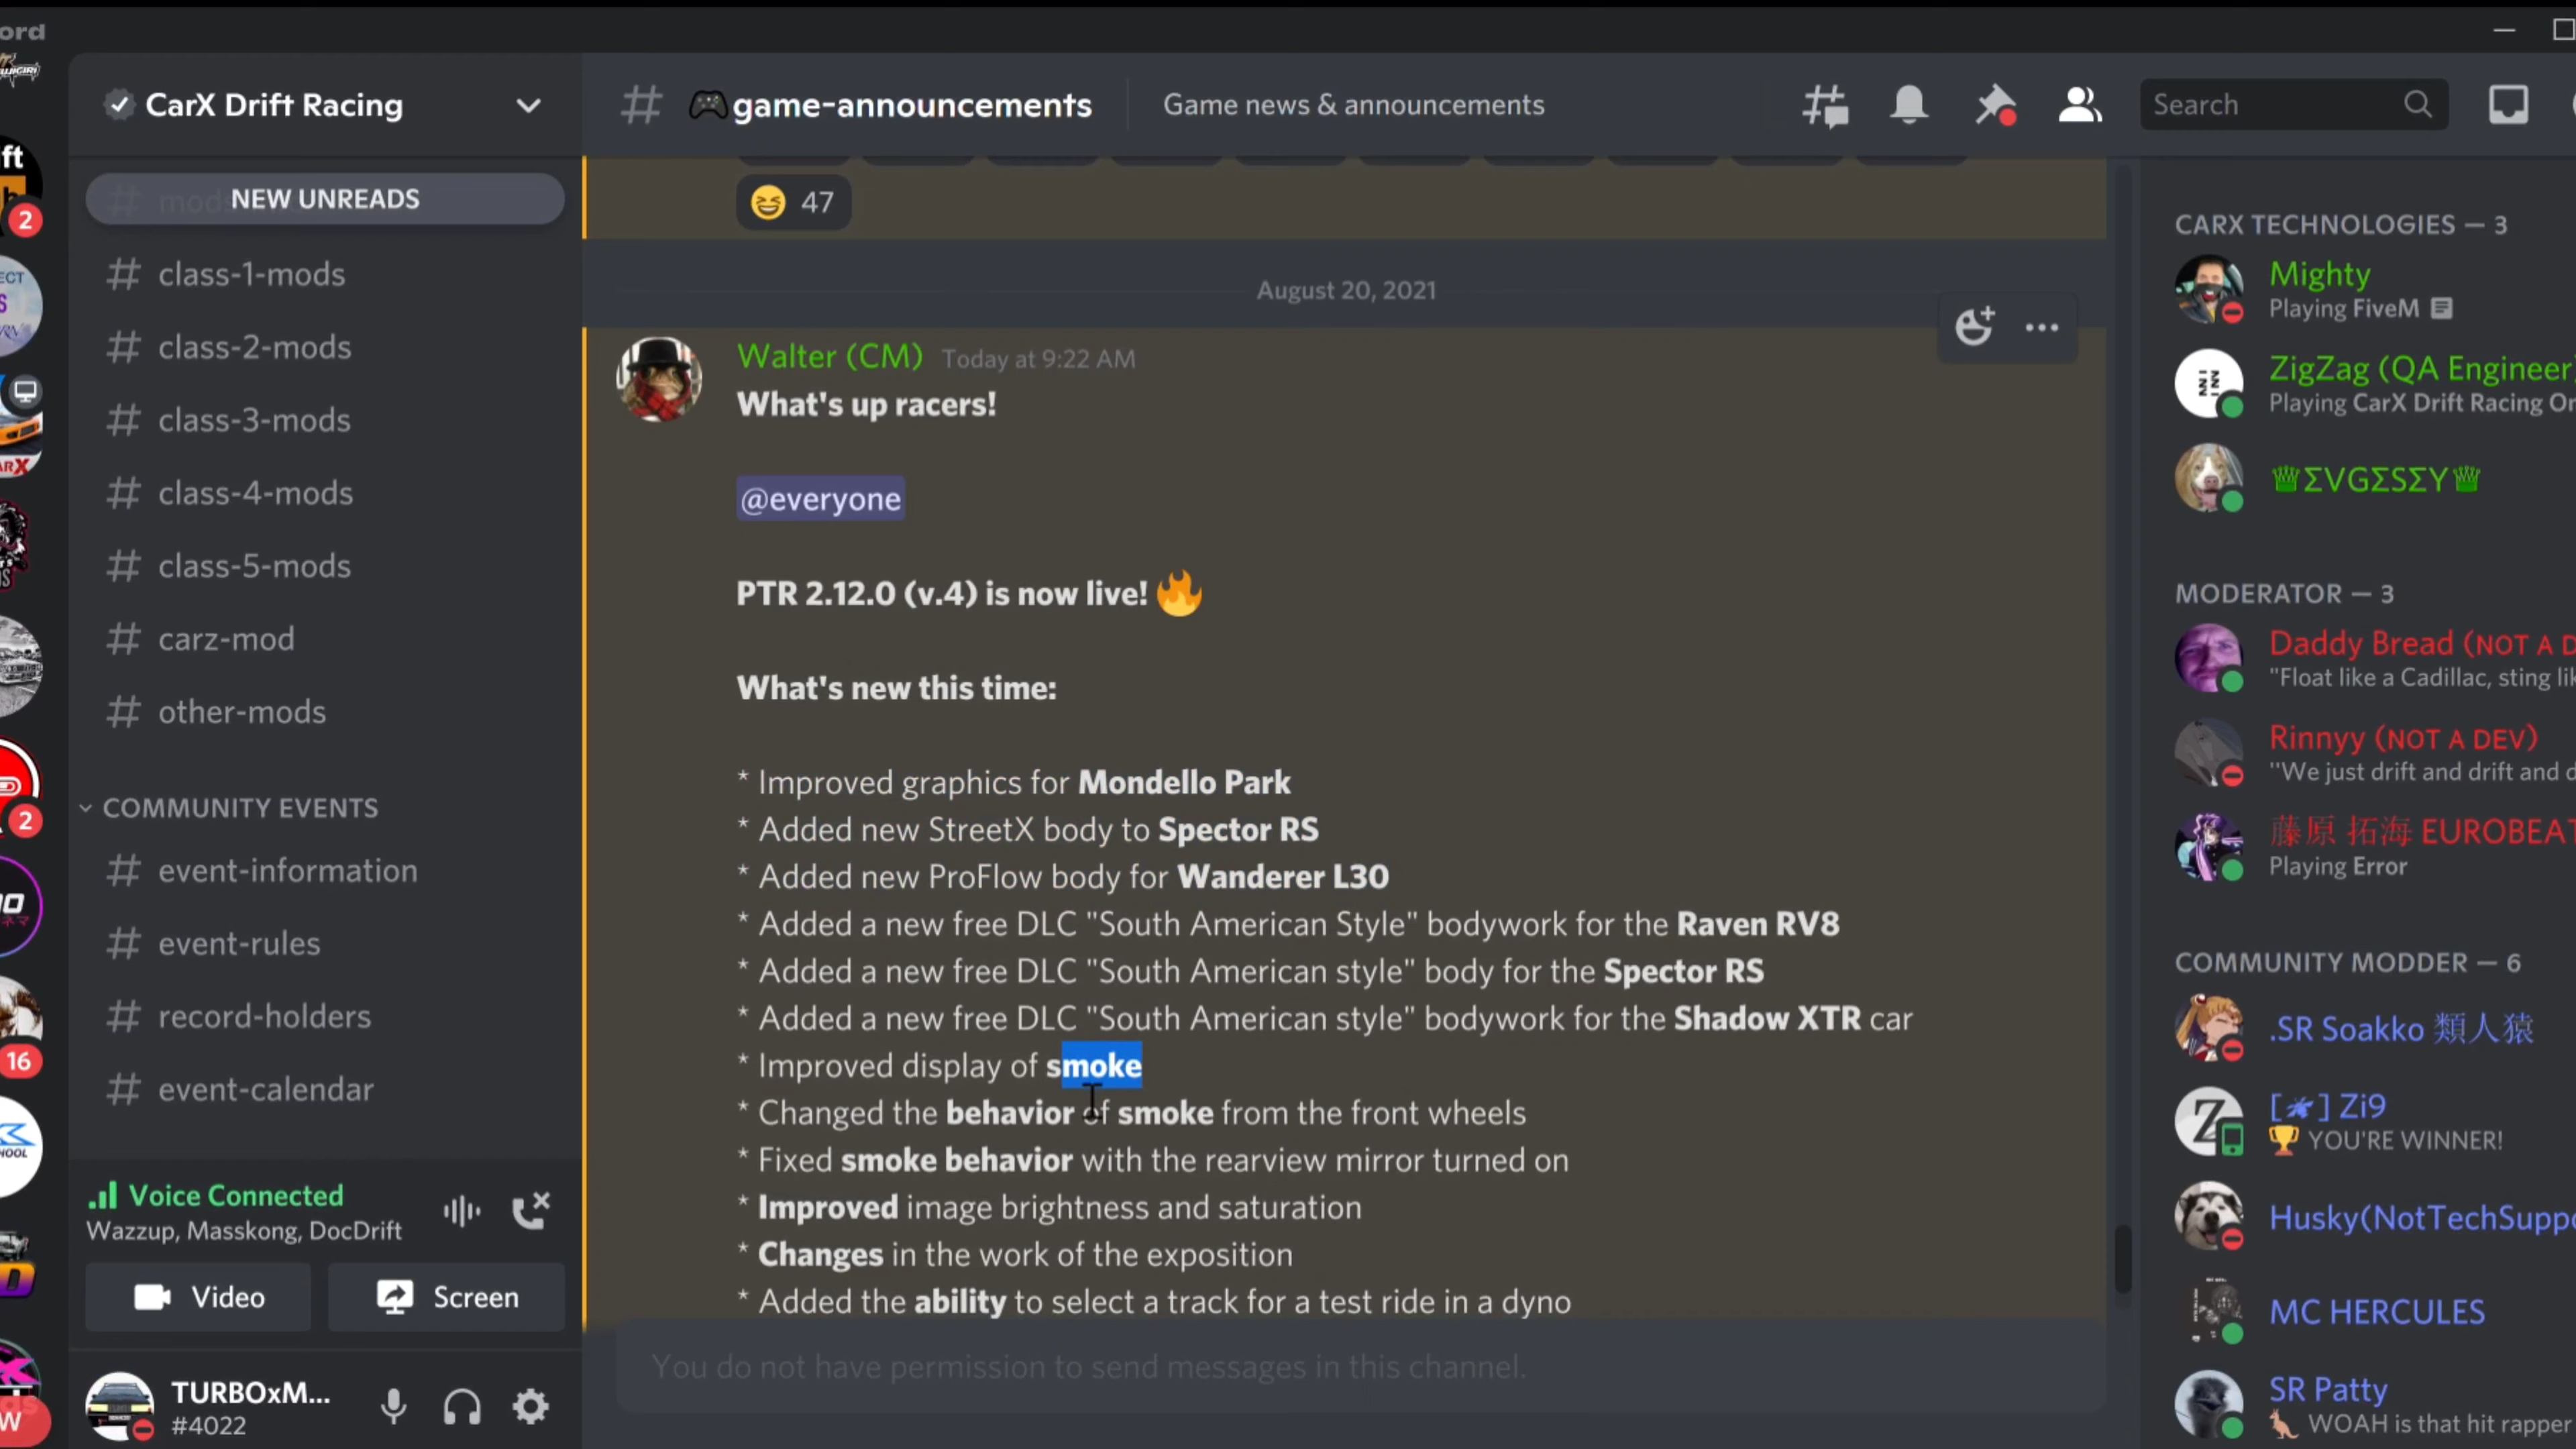 ord
CarX Drift Racing
NEW UNREADS
class-1-mods
class-2-mods
class-3-mods
class-4-mods
class-5-mods
carz-mod
other-mods
COMMUNITY EVENTS
event-information
event-rules
record-holders
event-calendar
Voice Connected
Wazzup, Masskong, DocDrift
Video
Screen
TURBOxM...
#4022
2
2
16
🎮game-announcements
Game news & announcements
Search
😆 47
August 20, 2021
Walter (CM) Today at 9:22 AM
What's up racers!
@everyone
PTR 2.12.0 (v.4) is now live! 🔥
What's new this time:
* Improved graphics for Mondello Park
* Added new StreetX body to Spector RS
* Added new ProFlow body for Wanderer L30
* Added a new free DLC "South American Style" bodywork for the Raven RV8
* Added a new free DLC "South American style" body for the Spector RS
* Added a new free DLC "South American style" bodywork for the Shadow XTR car
* Improved display of smoke
* Changed the behavior of smoke from the front wheels
* Fixed smoke behavior with the rearview mirror turned on
* Improved image brightness and saturation
* Changes in the work of the exposition
* Added the ability to select a track for a test ride in a dyno
You do not have permission to send messages in this channel.
CARX TECHNOLOGIES — 3
Mighty
Playing FiveM
ZigZag (QA Engineer)
Playing CarX Drift Racing On
♛ΣVGΣSΣY♛
MODERATOR — 3
Daddy Bread (NOT A D
"Float like a Cadillac, sting lik
Rinnyy (NOT A DEV)
''We just drift and drift and d
藤原 拓海 EUROBEAT
Playing Error
COMMUNITY MODDER — 6
.SR Soakko 類人猿
[ ] Zi9
🏆 YOU'RE WINNER!
Husky(NotTechSuppo
MC HERCULES
SR Patty
🦘 WOAH is that hit rapper